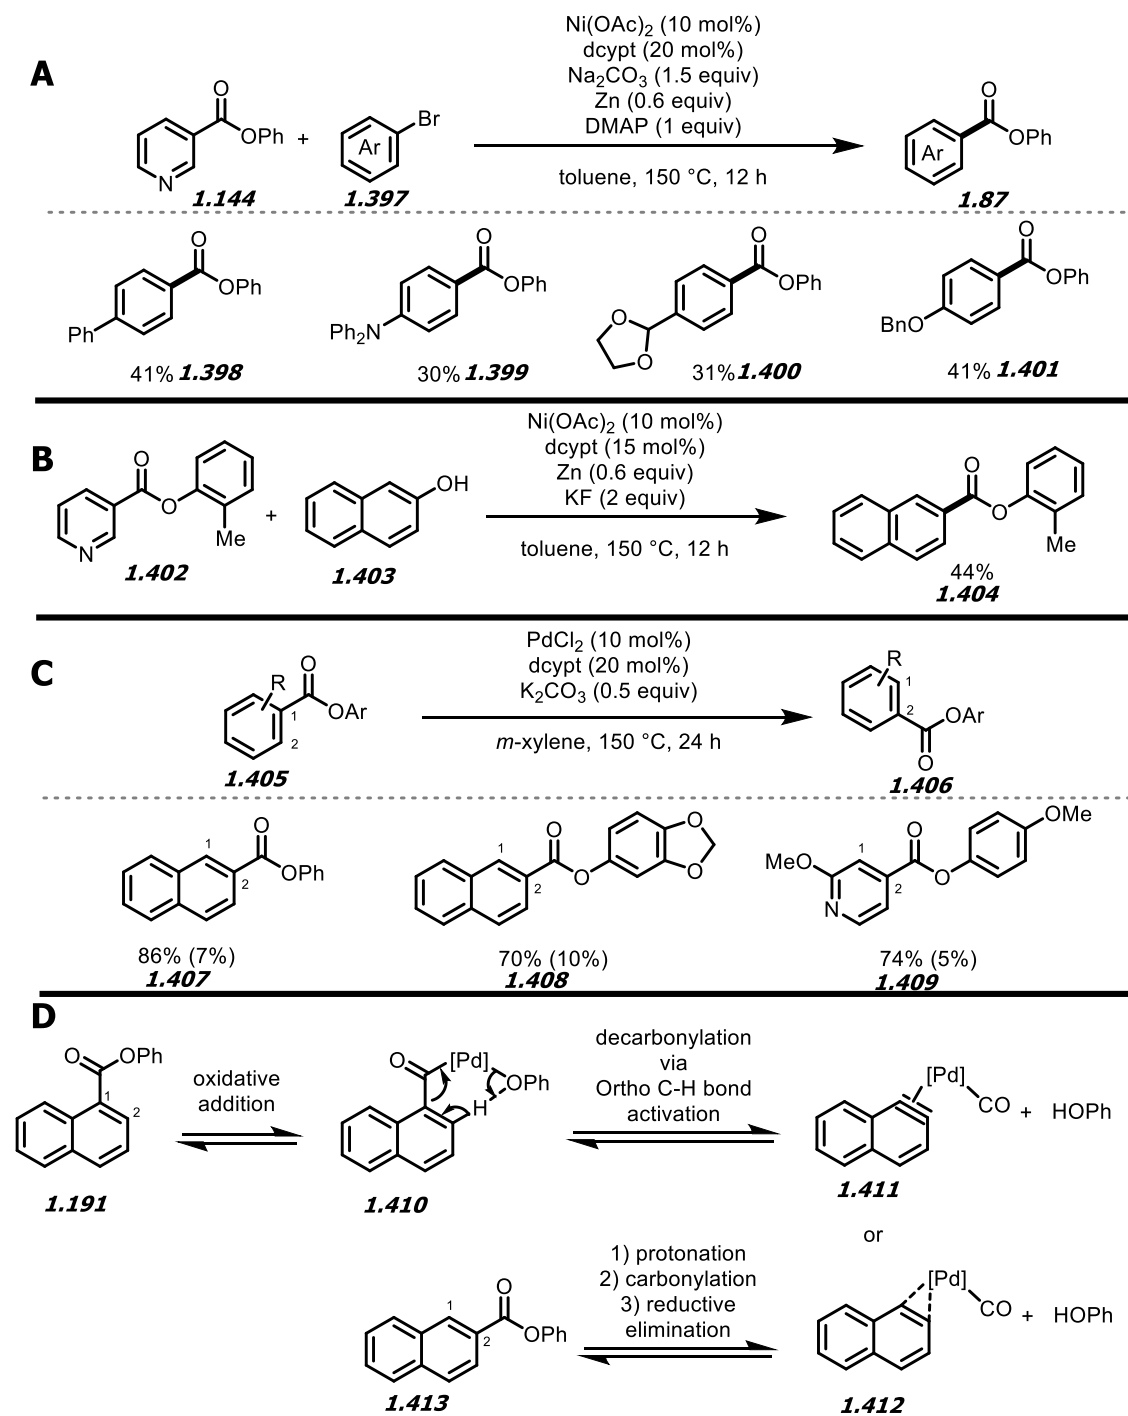 A
Ni(OAc)2 (10 mol%)
dcypt (20 mol%)
Na2CO3 (1.5 equiv)
Zn (0.6 equiv)
DMAP (1 equiv)
toluene, 150 °C, 12 h
O
OPh
N
1.144
+
Ar
Br
1.397
Ar
O
OPh
1.87
O
OPh
Ph
41% 1.398
O
OPh
Ph2N
30% 1.399
O
OPh
O
O
31% 1.400
O
OPh
BnO
41% 1.401
B
Ni(OAc)2 (10 mol%)
dcypt (15 mol%)
Zn (0.6 equiv)
KF (2 equiv)
toluene, 150 °C, 12 h
O
O
Me
N
1.402
+
OH
1.403
O
O
Me
44%
1.404
C
PdCl2 (10 mol%)
dcypt (20 mol%)
K2CO3 (0.5 equiv)
m-xylene, 150 °C, 24 h
R
O
OAr
1
2
1.405
R
1
2
OAr
O
1.406
1
2
O
OPh
86% (7%)
1.407
1
2
O
O
O
O
70% (10%)
1.408
MeO
N
1
2
O
O
OMe
74% (5%)
1.409
D
O
OPh
1
2
1.191
oxidative
addition
O
[Pd]
OPh
H
1.410
decarbonylation
via
Ortho C-H bond
activation
[Pd]
CO
+ HOPh
1.411
or
1
2
O
OPh
1.413
1) protonation
2) carbonylation
3) reductive
elimination
[Pd]
CO
+ HOPh
1.412